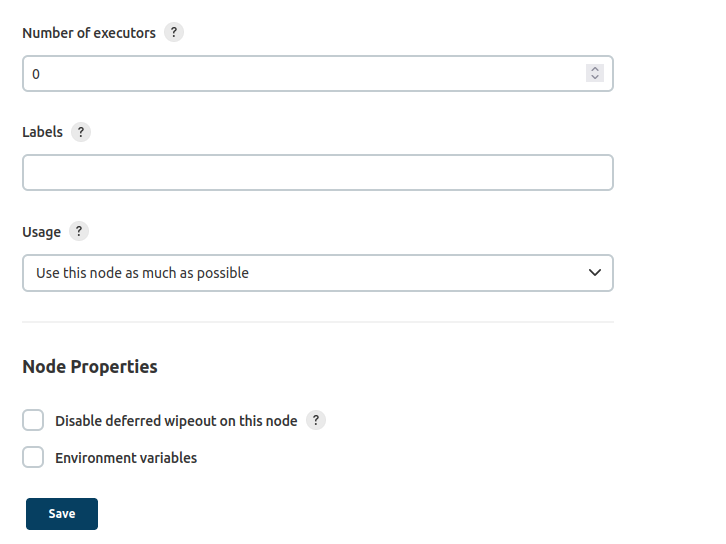 Number of executors ?
0
Labels ?
Usage ?
Use this node as much as possible
Node Properties
Disable deferred wipeout on this node ?
Environment variables
Save